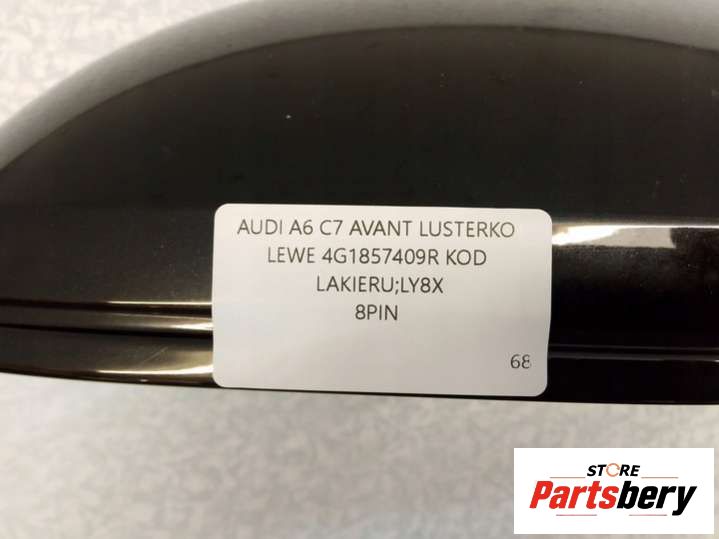 AUDI A6 C7 AVANT LUSTERKO
LEWE 4G1857409R KOD
LAKIERU;LY8X
8PIN
68
STORE
Partsbery